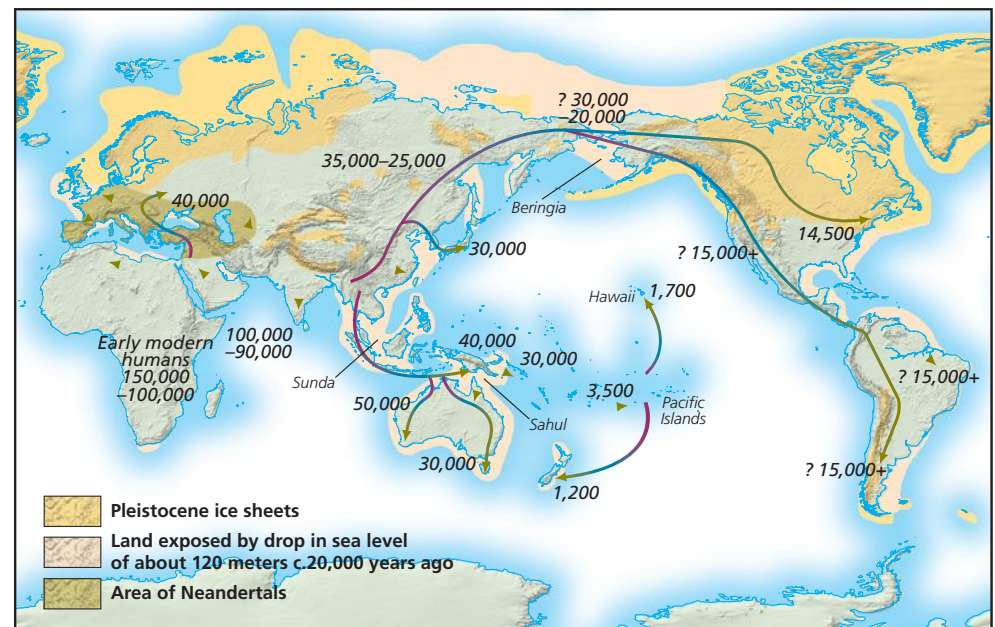 ? 30,000
–20,000
35,000–25,000
Beringia
40,000
14,500
30,000
? 15,000+
Hawaii
1,700
Early modern
humans
150,000
–100,000
100,000
–90,000
40,000
30,000
Sunda
3,500
Pacific
Islands
? 15,000+
50,000
Sahul
30,000
1,200
? 15,000+
Pleistocene ice sheets
Land exposed by drop in sea level
of about 120 meters c.20,000 years ago
Area of Neandertals